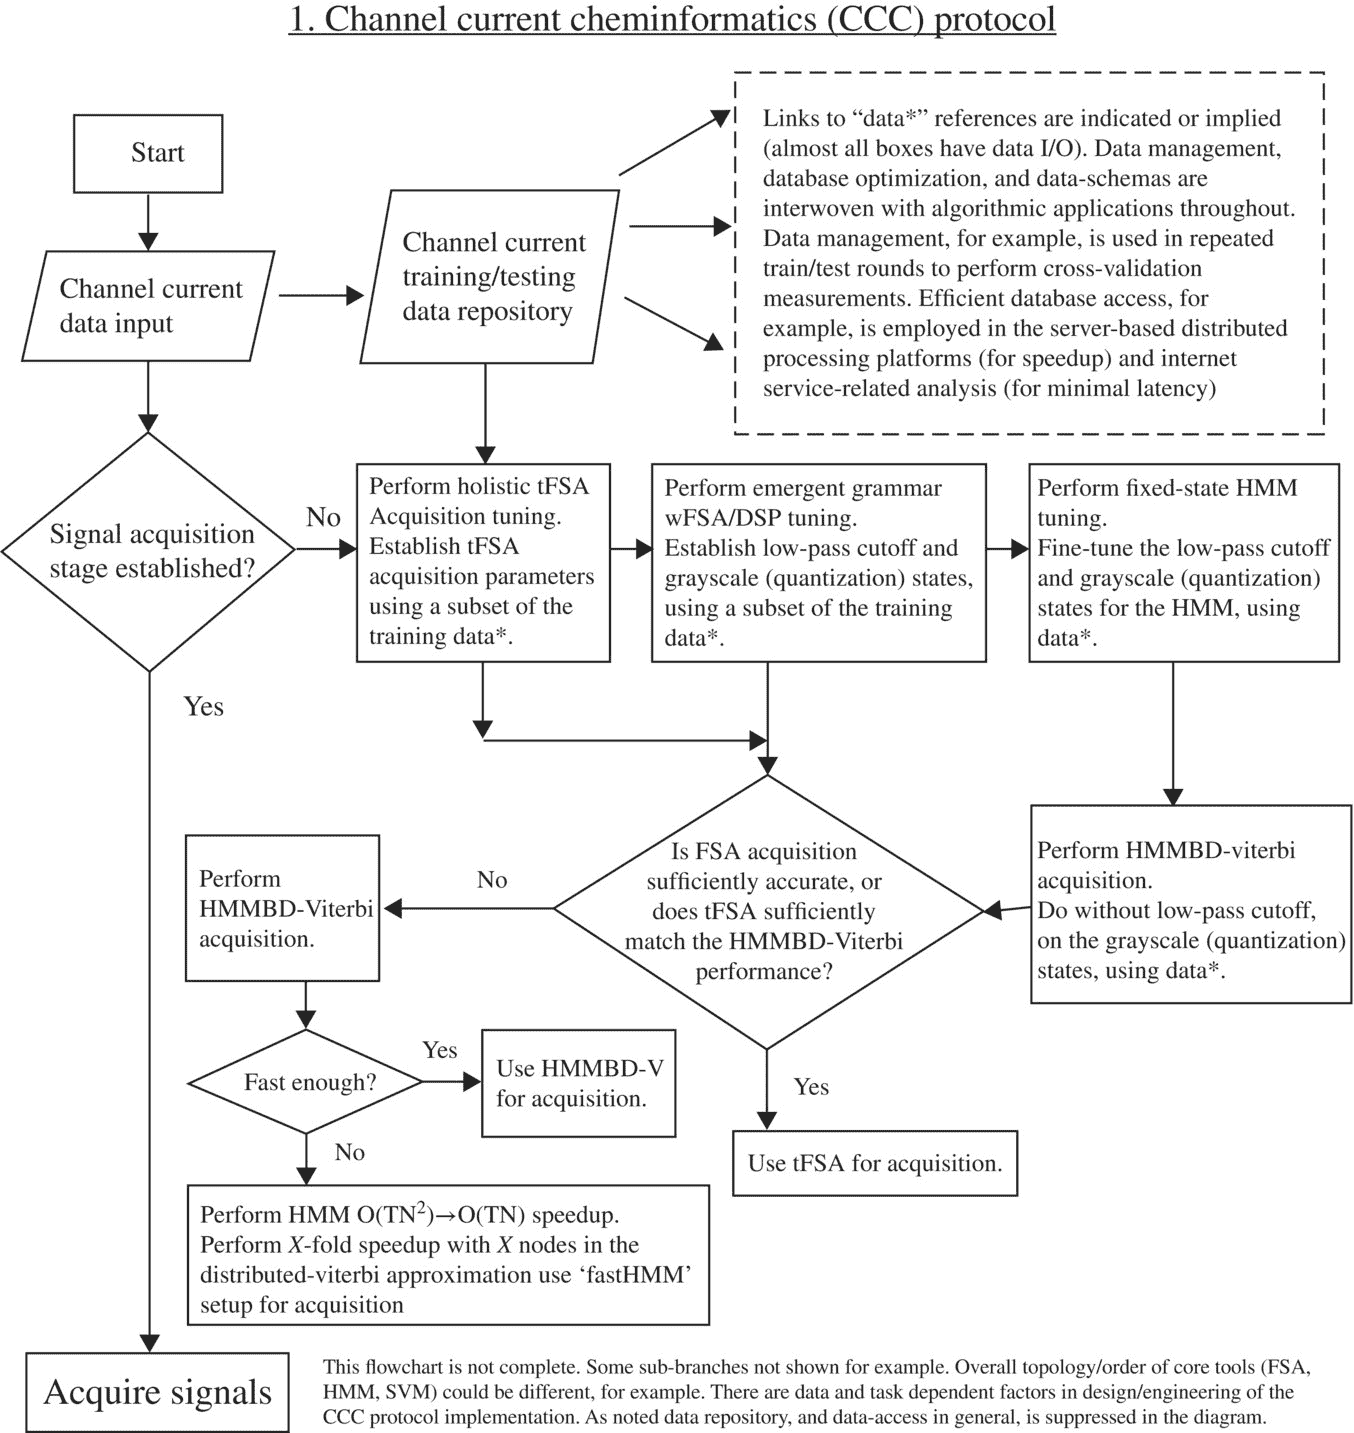 1. Channel current cheminformatics (CCC) protocol
Start
Channel current
data input
Channel current
training/testing
data repository
Links to “data*” references are indicated or implied
(almost all boxes have data I/O). Data management,
database optimization, and data-schemas are
interwoven with algorithmic applications throughout.
Data management, for example, is used in repeated
train/test rounds to perform cross-validation
measurements. Efficient database access, for
example, is employed in the server-based distributed
processing platforms (for speedup) and internet
service-related analysis (for minimal latency)
Signal acquisition
stage established?
No
Yes
Perform holistic tFSA
Acquisition tuning.
Establish tFSA
acquisition parameters
using a subset of the
training data*.
Perform emergent grammar
wFSA/DSP tuning.
Establish low-pass cutoff and
grayscale (quantization) states,
using a subset of the training
data*.
Perform fixed-state HMM
tuning.
Fine-tune the low-pass cutoff
and grayscale (quantization)
states for the HMM, using
data*.
Perform HMMBD-viterbi
acquisition.
Do without low-pass cutoff,
on the grayscale (quantization)
states, using data*.
Is FSA acquisition
sufficiently accurate, or
does tFSA sufficiently
match the HMMBD-Viterbi
performance?
No
Yes
Perform
HMMBD-Viterbi
acquisition.
Fast enough?
Yes
Use HMMBD-V
for acquisition.
No
Use tFSA for acquisition.
Perform HMM O(TN²)→O(TN) speedup.
Perform X-fold speedup with X nodes in the
distributed-viterbi approximation use ‘fastHMM’
setup for acquisition
Acquire signals
This flowchart is not complete. Some sub-branches not shown for example. Overall topology/order of core tools (FSA,
HMM, SVM) could be different, for example. There are data and task dependent factors in design/engineering of the
CCC protocol implementation. As noted data repository, and data-access in general, is suppressed in the diagram.